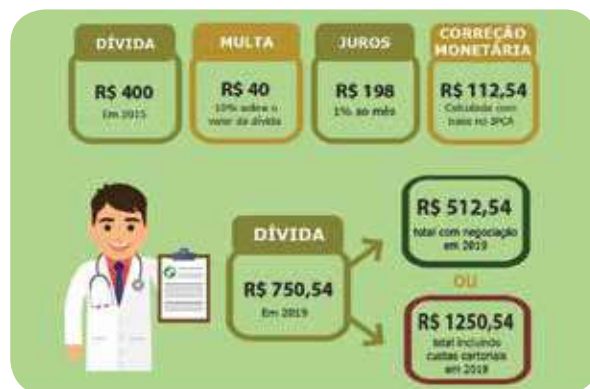 DÍVIDA
R$ 400
Em 2015
MULTA
R$ 40
10% sobre o
valor da dívida
JUROS
R$ 198
1% ao mês
CORREÇÃO
MONETÁRIA
R$ 112,54
Calculada com
base no IPCA
DÍVIDA
R$ 750,54
Em 2019
R$ 512,54
total com negociação
em 2019
OU
R$ 1250,54
total incluindo
custas cartoriais
em 2019